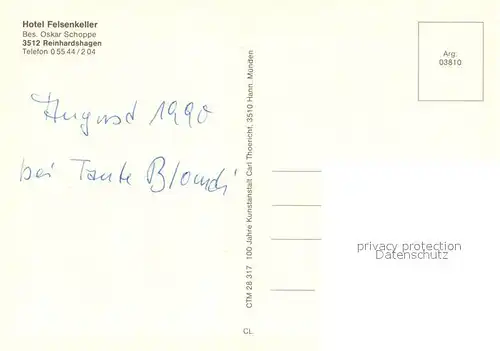 Hotel Felsenkeller
Bes. Oskar Schoppe
3512 Reinhardshagen
Telefon 0 55 44 / 2 04
August 1990
bei Tante Blondi
CTM 28 317 100 Jahre Kunstanstalt Carl Thoericht, 3510 Hann. Münden
CL
Arg.
03810
privacy protection
Datenschutz